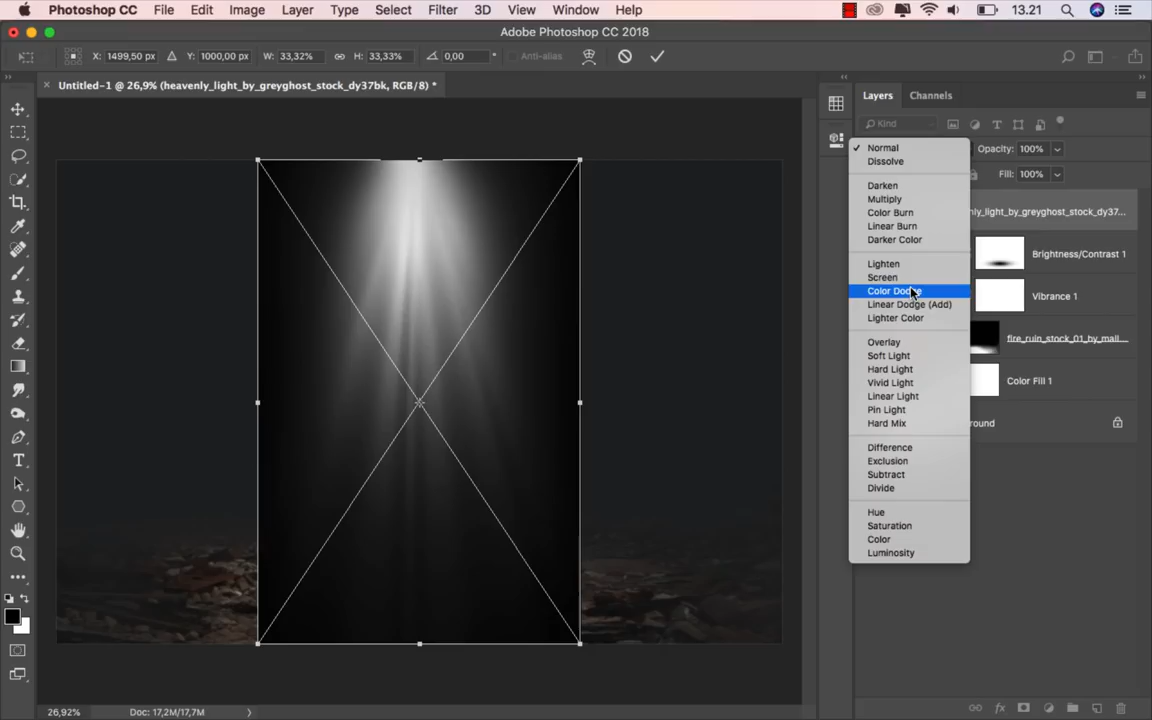 Photoshop CC File Edit Image Layer Type Select Filter 3D View Window Help 13.21
Adobe Photoshop CC 2018
X: 1499,50 px Y: 1000,00 px W: 33,32% H: 33,33% 0,00 ° Anti-alias
× Untitled-1 @ 26,9% (heavenly_light_by_greyghost_stock_dy37bk, RGB/8) *
Layers Channels
Kind
Normal
Opacity: 100%
Dissolve
Fill: 100%
Darken
Multiply
Color Burn
Linear Burn
Darker Color
Lighten
Screen
Color Dodge
Linear Dodge (Add)
Lighter Color
Overlay
Soft Light
Hard Light
Vivid Light
Linear Light
Pin Light
Hard Mix
Difference
Exclusion
Subtract
Divide
Hue
Saturation
Color
Luminosity
nly_light_by_greyghost_stock_dy37...
Brightness/Contrast 1
Vibrance 1
fire_ruin_stock_01_by_mall...
Color Fill 1
round
26,92% Doc: 17,2M/17,7M